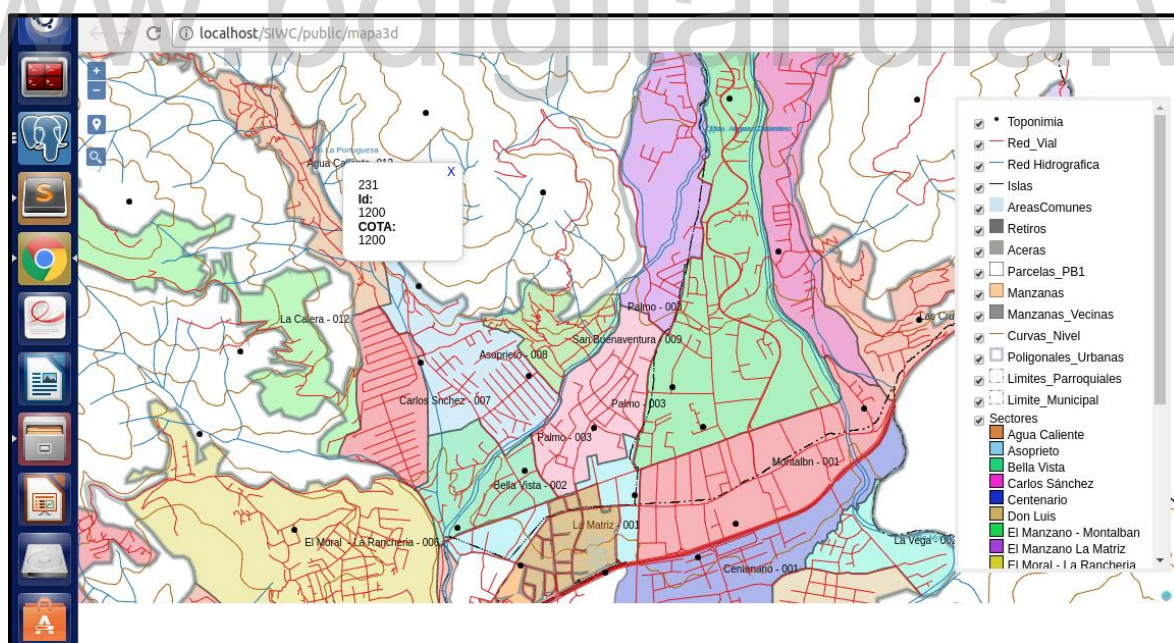 www.bdigital.ula.v
localhost/SIWC/public/mapa3d
La Portuguesa
X
231
Id:
1200
COTA:
1200
La Calera - 012
Asoprieto - 008
San Buenaventura - 009
Palmo - 003
Carlos Snchez - 007
Palmo - 003
Palmo - 003
Montalbn - 001
Bella Vista - 002
La Matriz - 001
El Moral - La Rancheria - 006
Centenario - 001
La Vega - 002
Las Cru
Toponimia
Red_Vial
Red Hidrografica
Islas
AreasComunes
Retiros
Aceras
Parcelas_PB1
Manzanas
Manzanas_Vecinas
Curvas_Nivel
Poligonales_Urbanas
Limites_Parroquiales
Limite_Municipal
Sectores
Agua Caliente
Asoprieto
Bella Vista
Carlos Sánchez
Centenario
Don Luis
El Manzano - Montalban
El Manzano La Matriz
El Moral - La Rancheria